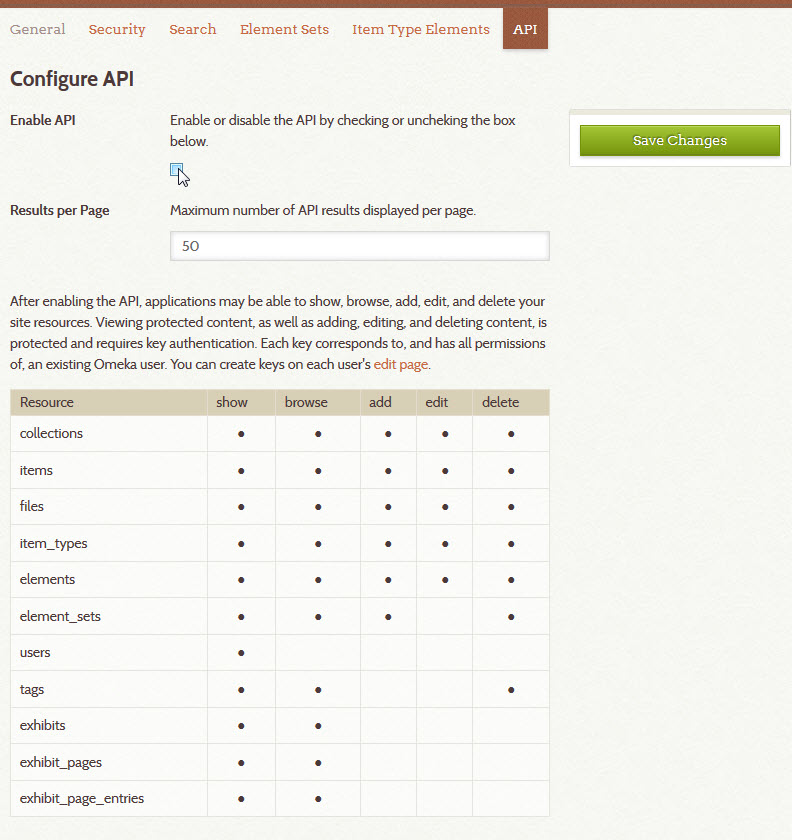 General Security Search Element Sets Item Type Elements API
Configure API
Enable API
Enable or disable the API by checking or uncheking the box
below.
Save Changes
Results per Page
Maximum number of API results displayed per page.
50
After enabling the API, applications may be able to show, browse, add, edit, and delete your
site resources. Viewing protected content, as well as adding, editing, and deleting content, is
protected and requires key authentication. Each key corresponds to, and has all permissions
of, an existing Omeka user. You can create keys on each user's edit page.
Resource show browse add edit delete
collections ● ● ● ● ●
items ● ● ● ● ●
files ● ● ● ● ●
item_types ● ● ● ● ●
elements ● ● ● ● ●
element_sets ● ● ● ●
users ●
tags ● ● ●
exhibits ● ●
exhibit_pages ● ●
exhibit_page_entries ● ●